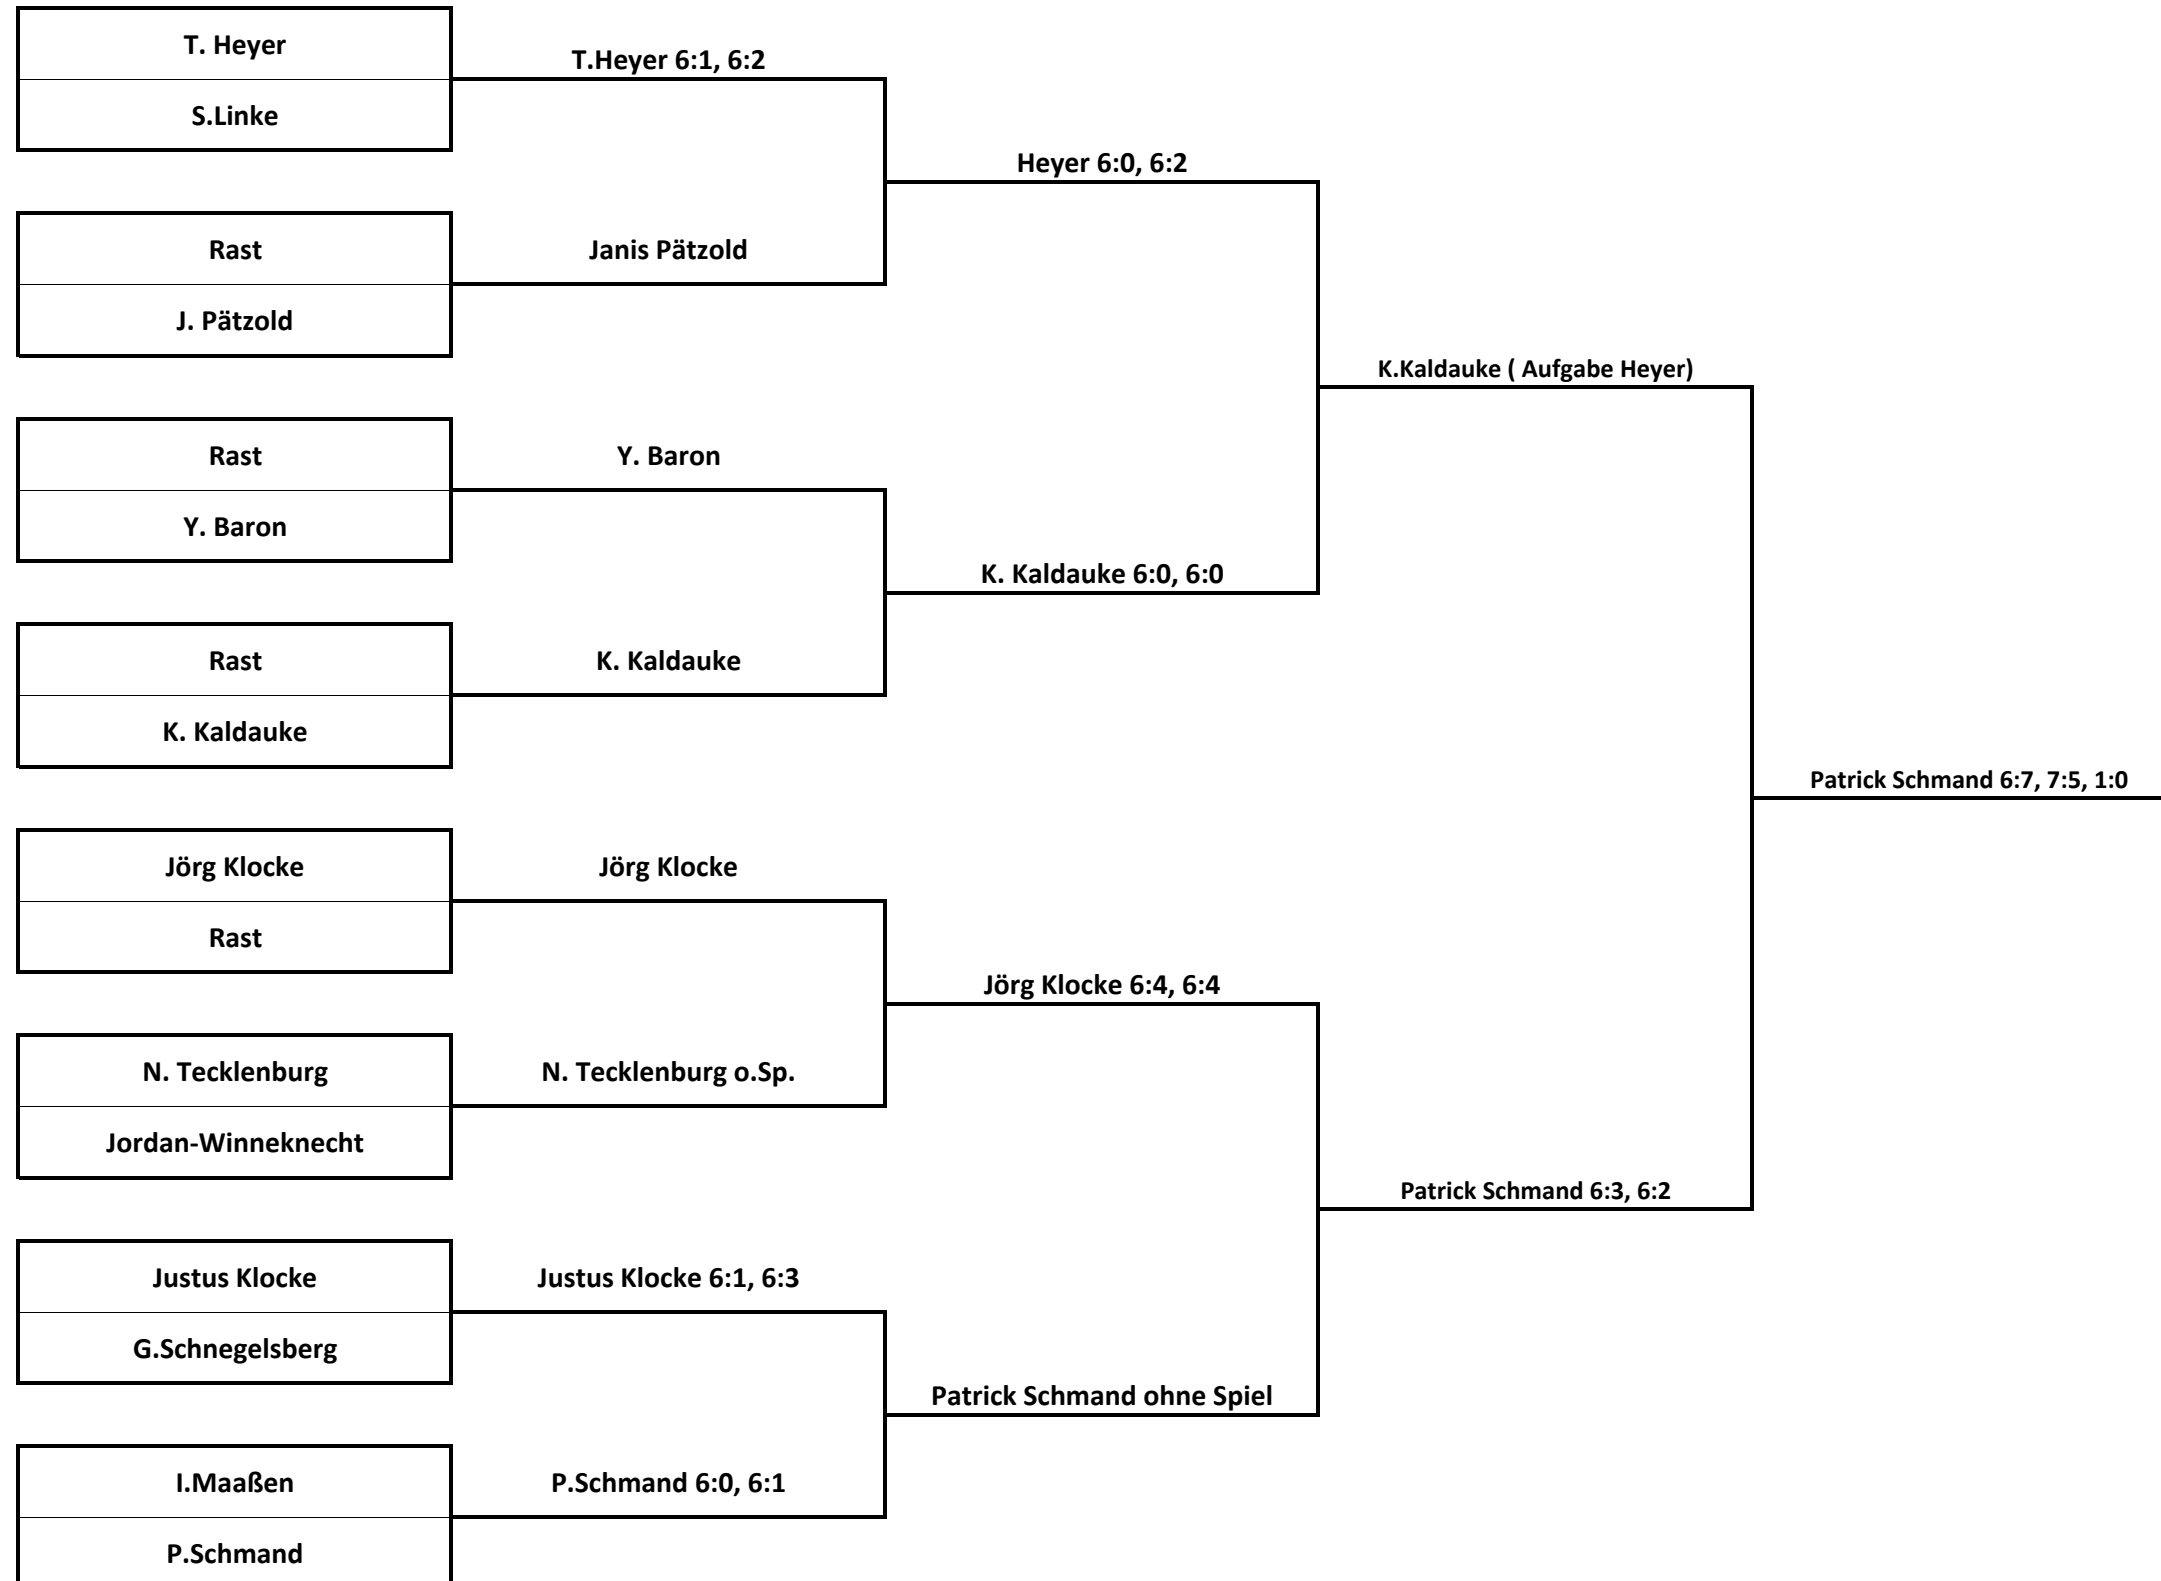 T. Heyer
S.Linke
Rast
J. Pätzold
Rast
Y. Baron
Rast
K. Kaldauke
Jörg Klocke
Rast
N. Tecklenburg
Jordan-Winneknecht
Justus Klocke
G.Schnegelsberg
I.Maaßen
P.Schmand
T.Heyer 6:1, 6:2
Janis Pätzold
Y. Baron
K. Kaldauke
Jörg Klocke
N. Tecklenburg o.Sp.
Justus Klocke 6:1, 6:3
P.Schmand 6:0, 6:1
Heyer 6:0, 6:2
K. Kaldauke 6:0, 6:0
Jörg Klocke 6:4, 6:4
Patrick Schmand ohne Spiel
K.Kaldauke ( Aufgabe Heyer)
Patrick Schmand 6:3, 6:2
Patrick Schmand 6:7, 7:5, 1:0